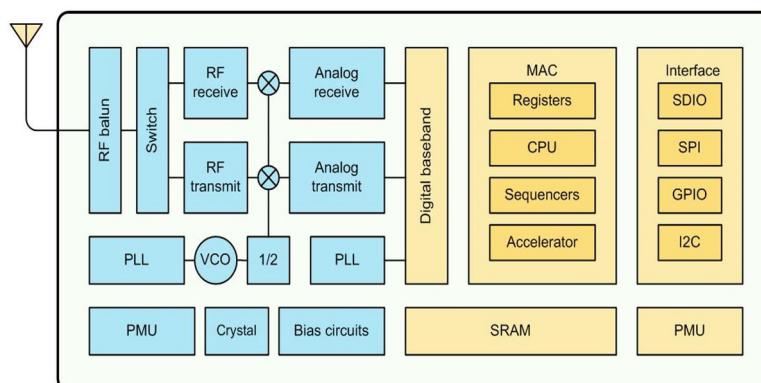 RF balun
Switch
RF
receive
Analog
receive
RF
transmit
Analog
transmit
Digital baseband
MAC
Registers
CPU
Sequencers
Accelerator
Interface
SDIO
SPI
GPIO
I2C
PLL
VCO
1/2
PLL
PMU
Crystal
Bias circuits
SRAM
PMU